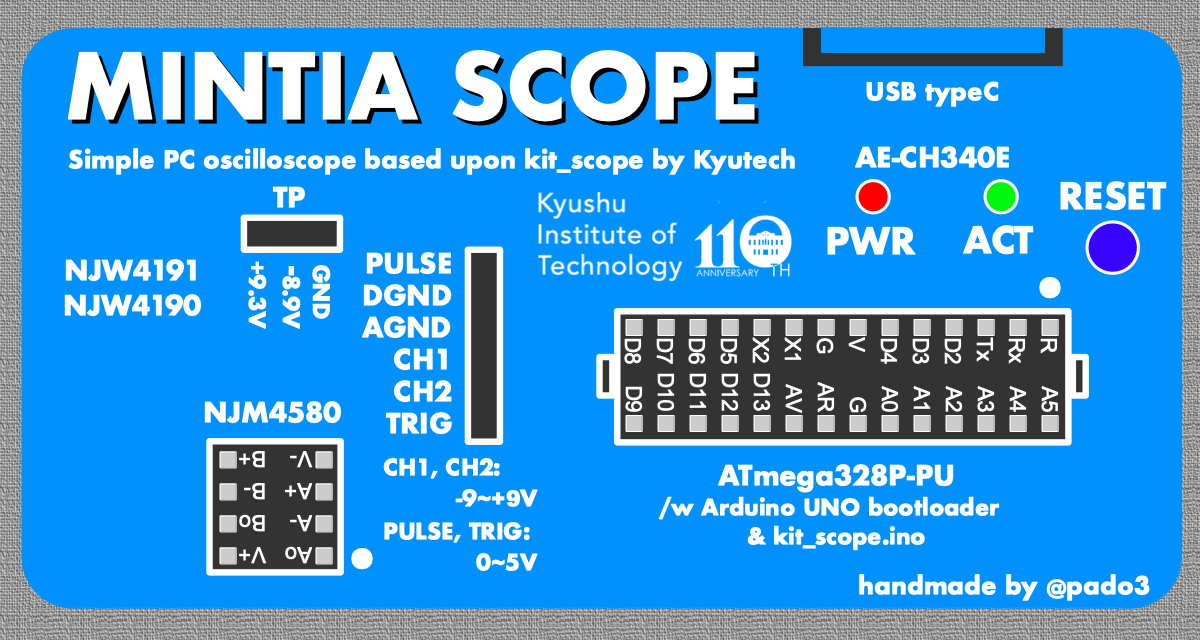 MINTIA SCOPE
USB typeC
Simple PC oscilloscope based upon kit_scope by Kyutech
AE-CH340E
PWR
ACT
RESET
TP
+9.3V
-8.9V
GND
NJW4191
NJW4190
Kyushu
Institute of
Technology
110TH
ANNIVERSARY
PULSE
DGND
AGND
CH1
CH2
TRIG
D8 D7 D6 D5 X2 X1 G V D4 D3 D2 Tx Rx R
D9 D10 D11 D12 D13 AV AR G A0 A1 A2 A3 A4 A5
NJM4580
B+ V-
B- A+
Bo A-
V+ Ao
CH1, CH2:
-9~+9V
PULSE, TRIG:
0~5V
ATmega328P-PU
/w Arduino UNO bootloader
& kit_scope.ino
handmade by @pado3